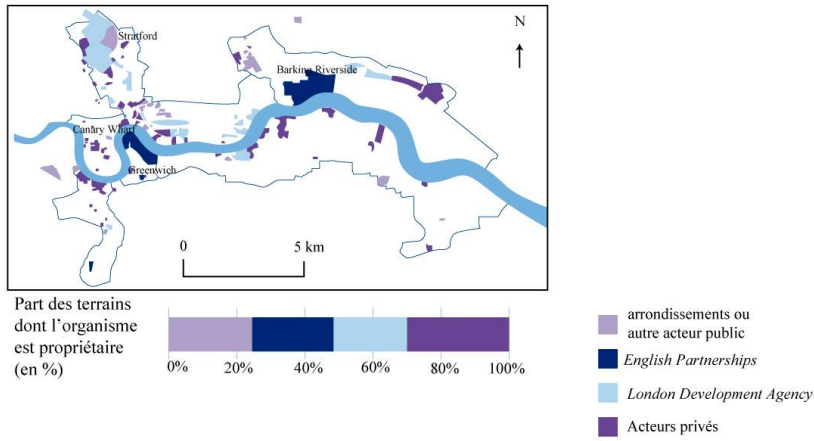 N
Stratford
Barking Riverside
Canary Wharf
Greenwich
0
5 km
Part des terrains
dont l'organisme
est propriétaire
(en %)
0%
20%
40%
60%
80%
100%
arrondissements ou
autre acteur public
English Partnerships
London Development Agency
Acteurs privés